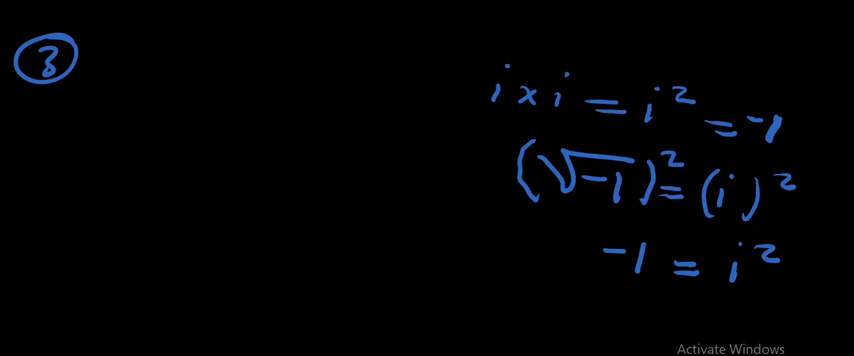 3
i × i = i² = -1
(√-1)² = (i)²
-1 = i²
Activate Windows